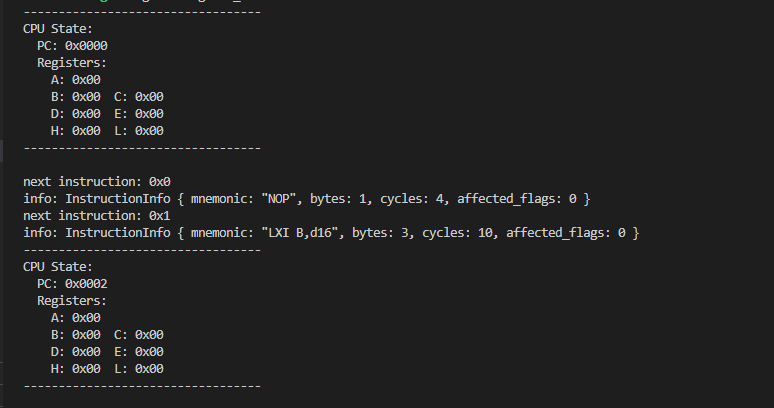 ---------------------------------
CPU State:
  PC: 0x0000
  Registers:
    A: 0x00
    B: 0x00  C: 0x00
    D: 0x00  E: 0x00
    H: 0x00  L: 0x00
---------------------------------

next instruction: 0x0
info: InstructionInfo { mnemonic: "NOP", bytes: 1, cycles: 4, affected_flags: 0 }
next instruction: 0x1
info: InstructionInfo { mnemonic: "LXI B,d16", bytes: 3, cycles: 10, affected_flags: 0 }
---------------------------------
CPU State:
  PC: 0x0002
  Registers:
    A: 0x00
    B: 0x00  C: 0x00
    D: 0x00  E: 0x00
    H: 0x00  L: 0x00
---------------------------------